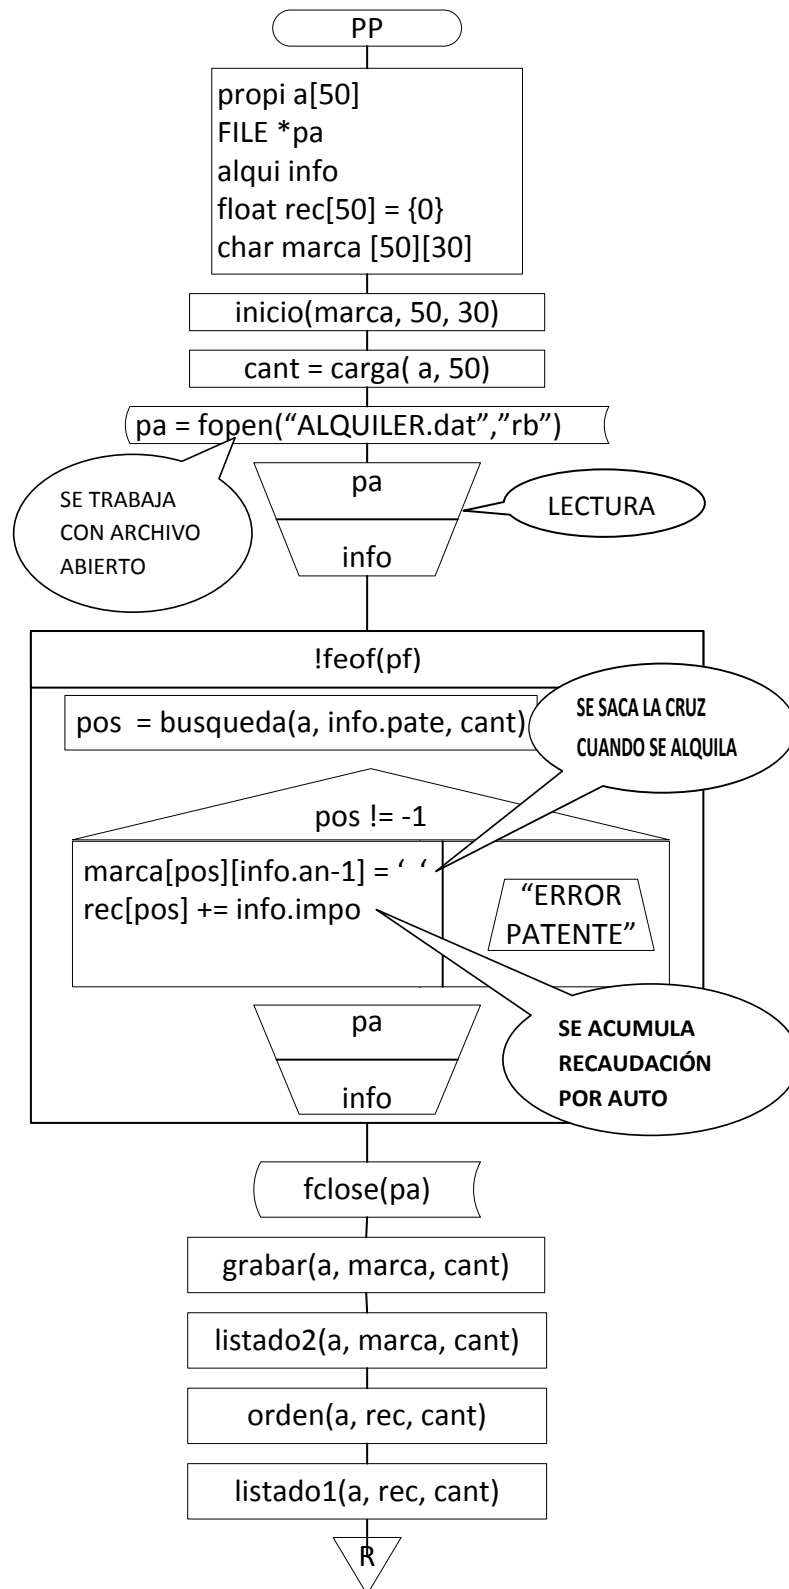 PP
propi a[50]
FILE *pa
alqui info
float rec[50] = {0}
char marca [50][30]
inicio(marca, 50, 30)
cant = carga( a, 50)
pa = fopen(“ALQUILER.dat”,”rb”)
SE TRABAJA
CON ARCHIVO
ABIERTO
pa
info
LECTURA
!feof(pf)
pos  = busqueda(a, info.pate, cant)
SE SACA LA CRUZ
CUANDO SE ALQUILA
pos != -1
marca[pos][info.an-1] = ‘  ‘
rec[pos] += info.impo
“ERROR
PATENTE”
pa
info
SE ACUMULA
RECAUDACIÓN
POR AUTO
fclose(pa)
grabar(a, marca, cant)
listado2(a, marca, cant)
orden(a, rec, cant)
listado1(a, rec, cant)
R